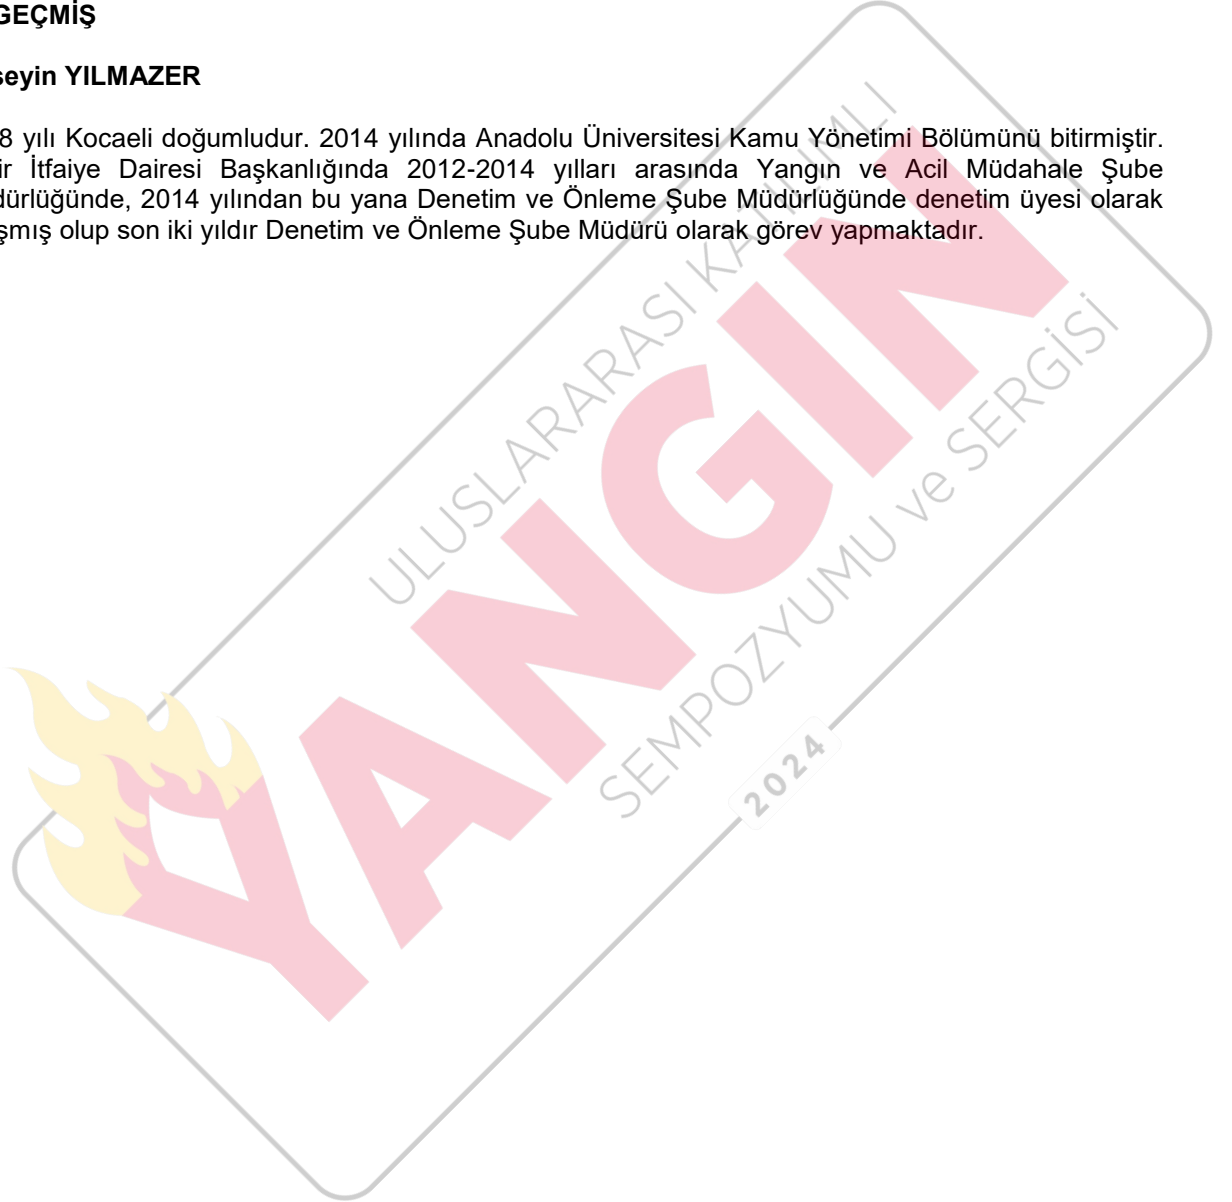 GEÇMİŞ
seyin YILMAZER
8 yılı Kocaeli doğumludur. 2014 yılında Anadolu Üniversitesi Kamu Yönetimi Bölümünü bitirmiştir.
ir İtfaiye Dairesi Başkanlığında 2012-2014 yılları arasında Yangın ve Acil Müdahale Şube
dürlüğünde, 2014 yılından bu yana Denetim ve Önleme Şube Müdürlüğünde denetim üyesi olarak
şmış olup son iki yıldır Denetim ve Önleme Şube Müdürü olarak görev yapmaktadır.
ULUSLARARASI KATILIMLI
YANGIN
SEMPOZYUMU ve SERGİSİ
2024